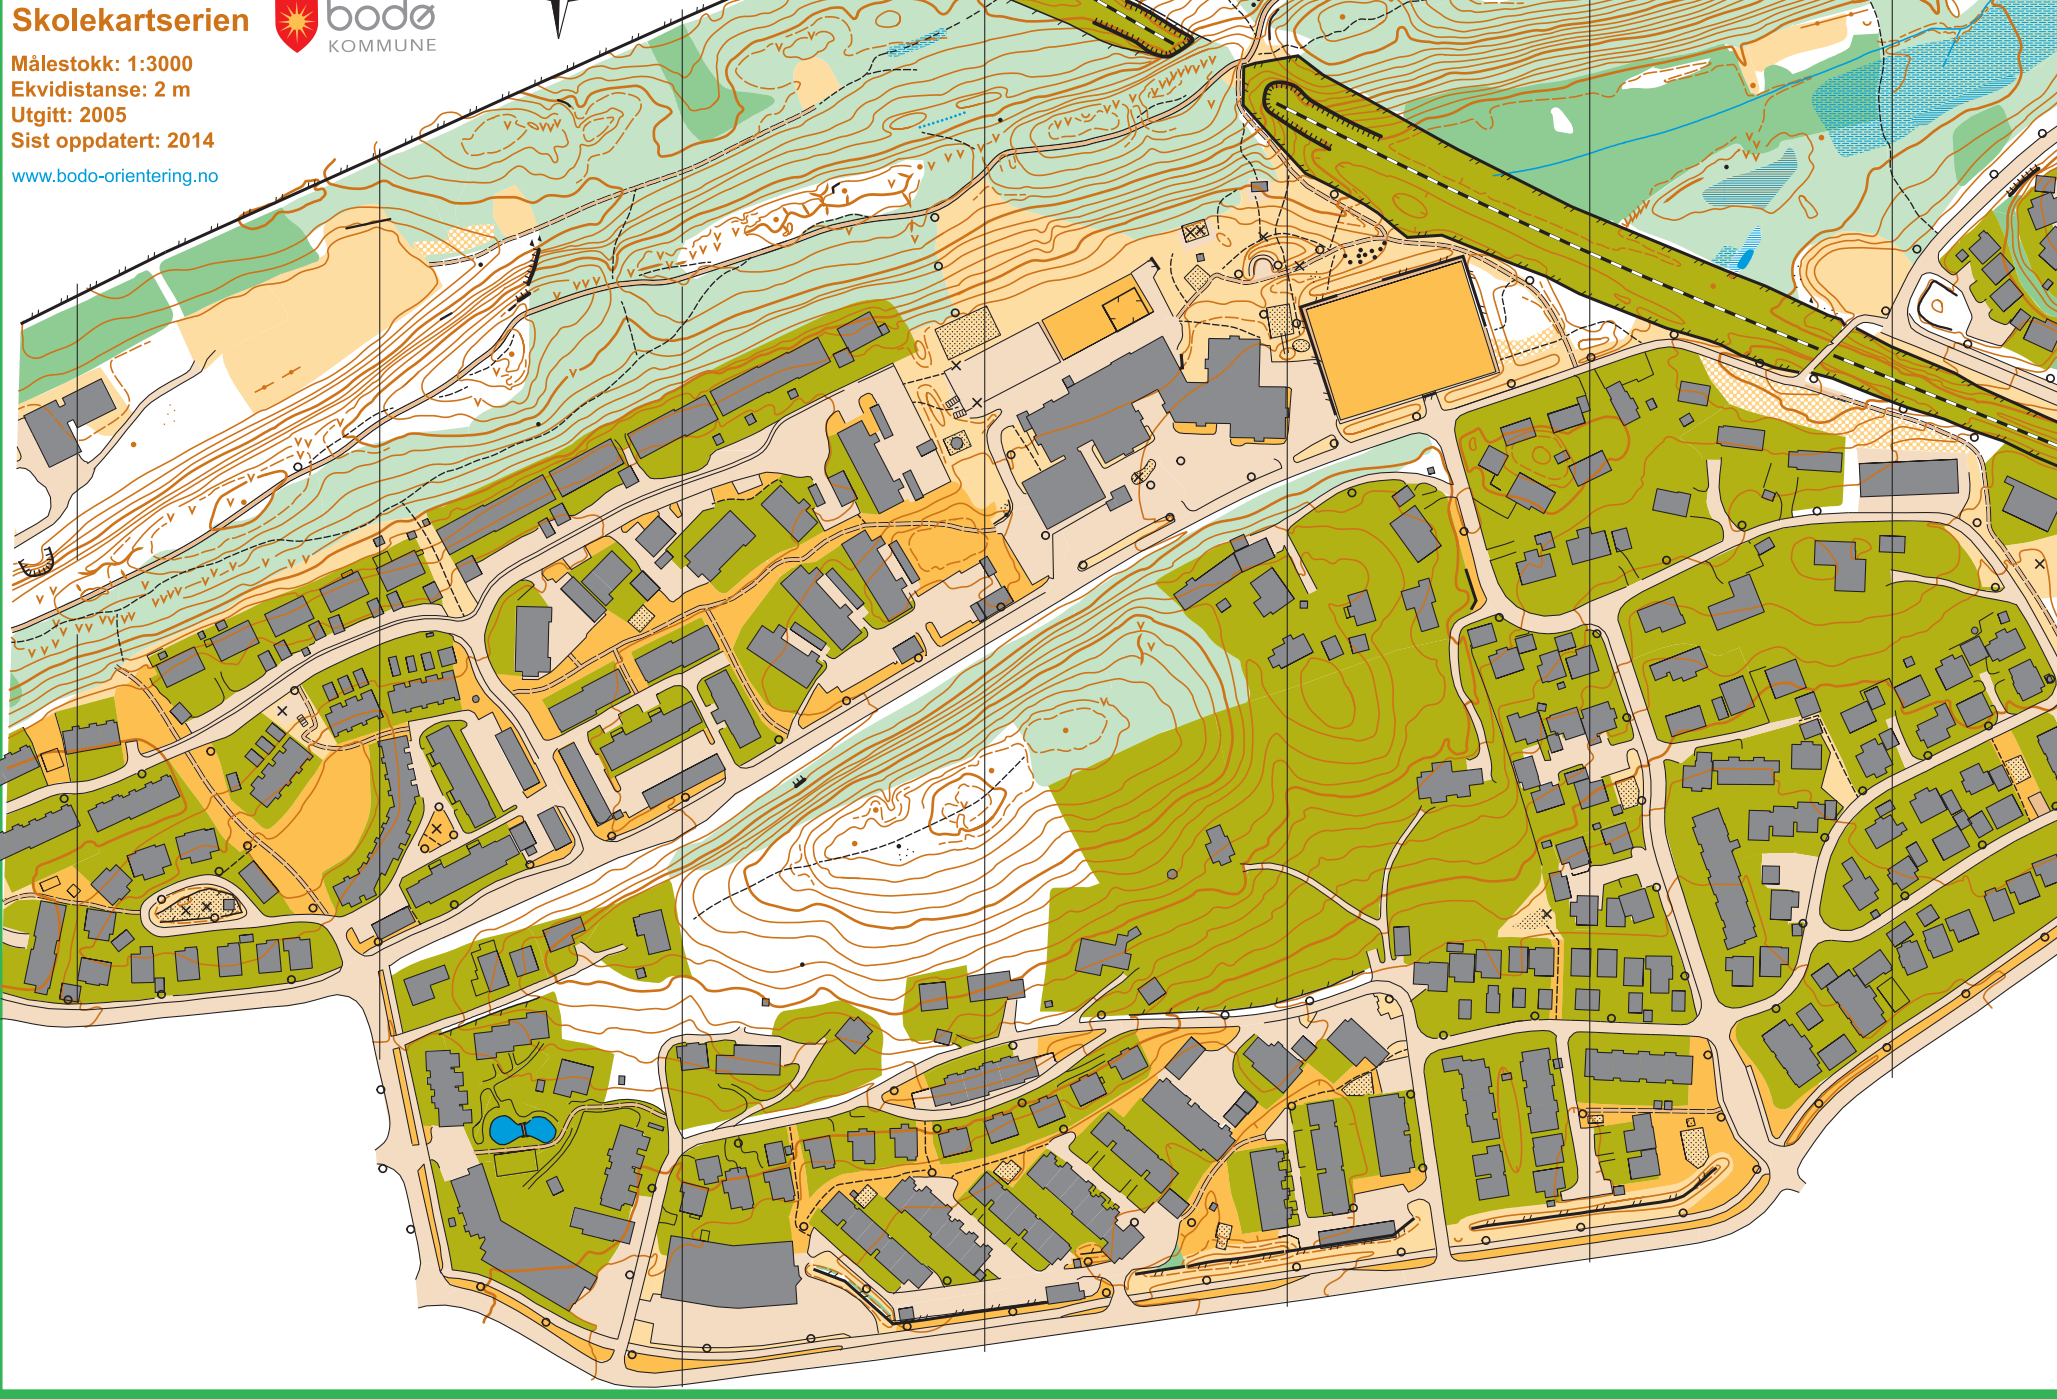 Skolekartserien
bodø
KOMMUNE
Målestokk: 1:3000
Ekvidistanse: 2 m
Utgitt: 2005
Sist oppdatert: 2014
www.bodo-orientering.no